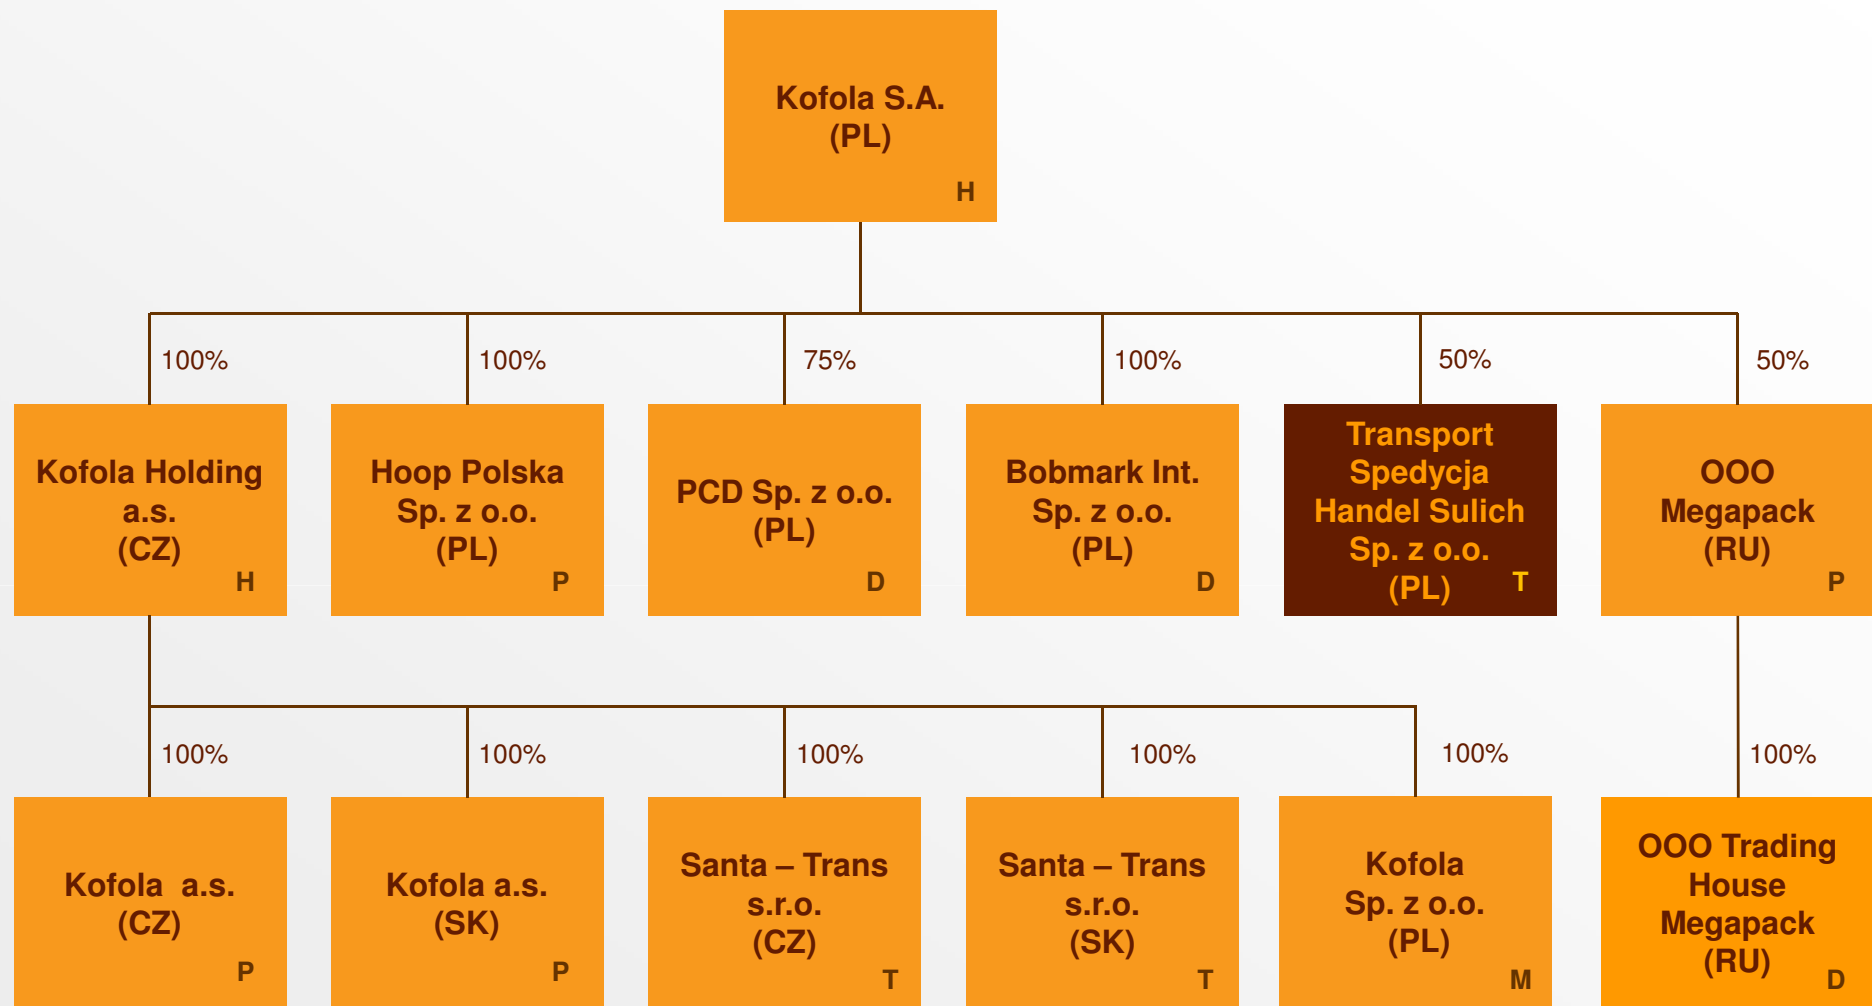 Kofola S.A.
(PL)
H
100%
100%
75%
100%
50%
50%
Kofola Holding
a.s.
(CZ)
H
Hoop Polska
Sp. z o.o.
(PL)
P
PCD Sp. z o.o.
(PL)
D
Bobmark Int.
Sp. z o.o.
(PL)
D
Transport
Spedycja
Handel Sulich
Sp. z o.o.
(PL)
T
OOO
Megapack
(RU)
P
100%
100%
100%
100%
100%
100%
Kofola a.s.
(CZ)
P
Kofola a.s.
(SK)
P
Santa – Trans
s.r.o.
(CZ)
T
Santa – Trans
s.r.o.
(SK)
T
Kofola
Sp. z o.o.
(PL)
M
OOO Trading
House
Megapack
(RU)
D